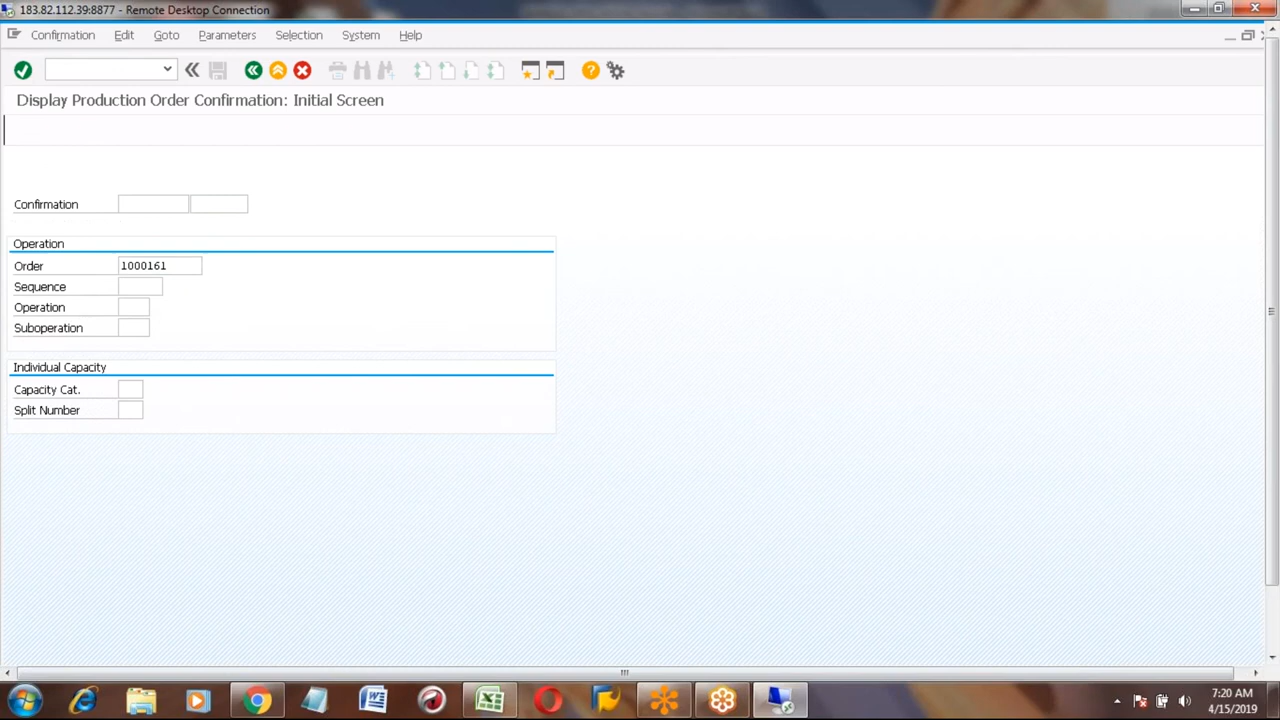 183.82.112.39:8877 - Remote Desktop Connection
Confirmation Edit Goto Parameters Selection System Help
Display Production Order Confirmation: Initial Screen
Confirmation
Operation
Order 1000161
Sequence
Operation
Suboperation
Individual Capacity
Capacity Cat.
Split Number
7:20 AM
4/15/2019